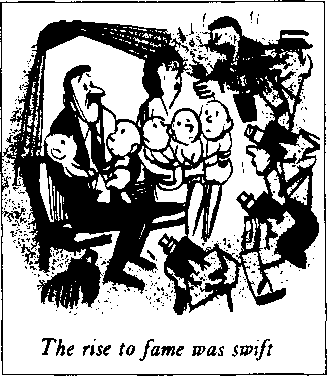 The rise to fame was swift